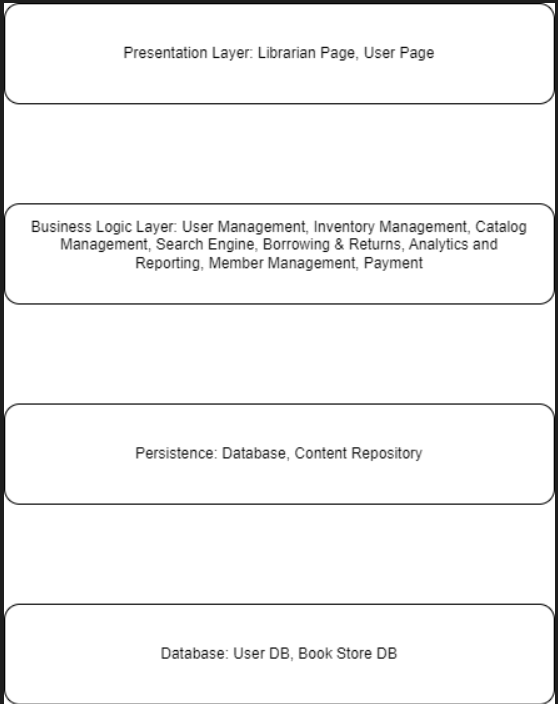 Presentation Layer: Librarian Page, User Page
Business Logic Layer: User Management, Inventory Management, Catalog
Management, Search Engine, Borrowing & Returns, Analytics and
Reporting, Member Management, Payment
Persistence: Database, Content Repository
Database: User DB, Book Store DB